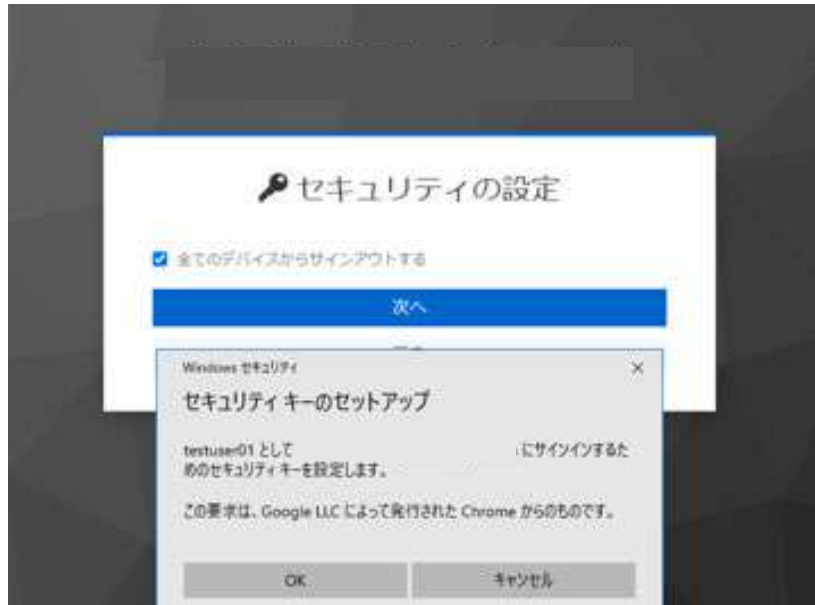 セキュリティの設定
全てのデバイスからサインアウトする
次へ
Windows セキュリティ
セキュリティ キーのセットアップ
testuser01 として にサインインするた
めのセキュリティ キーを設定します。
この要求は、Google LLC によって発行された Chrome からのものです。
OK
キャンセル